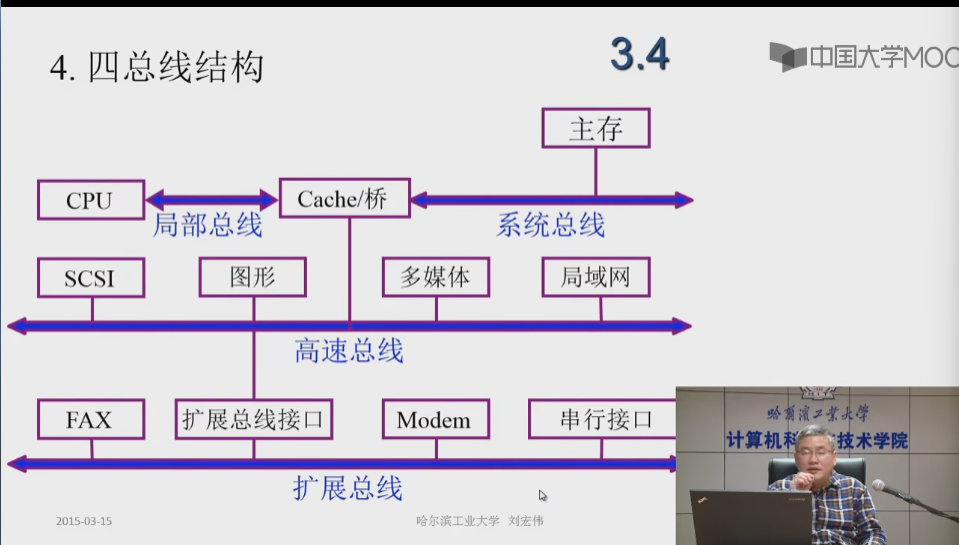 4. 四总线结构
3.4
中国大学MOO
主存
CPU
Cache/桥
局部总线
系统总线
SCSI
图形
多媒体
局域网
高速总线
FAX
扩展总线接口
Modem
串行接口
扩展总线
2015-03-15
哈尔滨工业大学 刘宏伟
哈爾濱工業大學
计算机科
技术学院